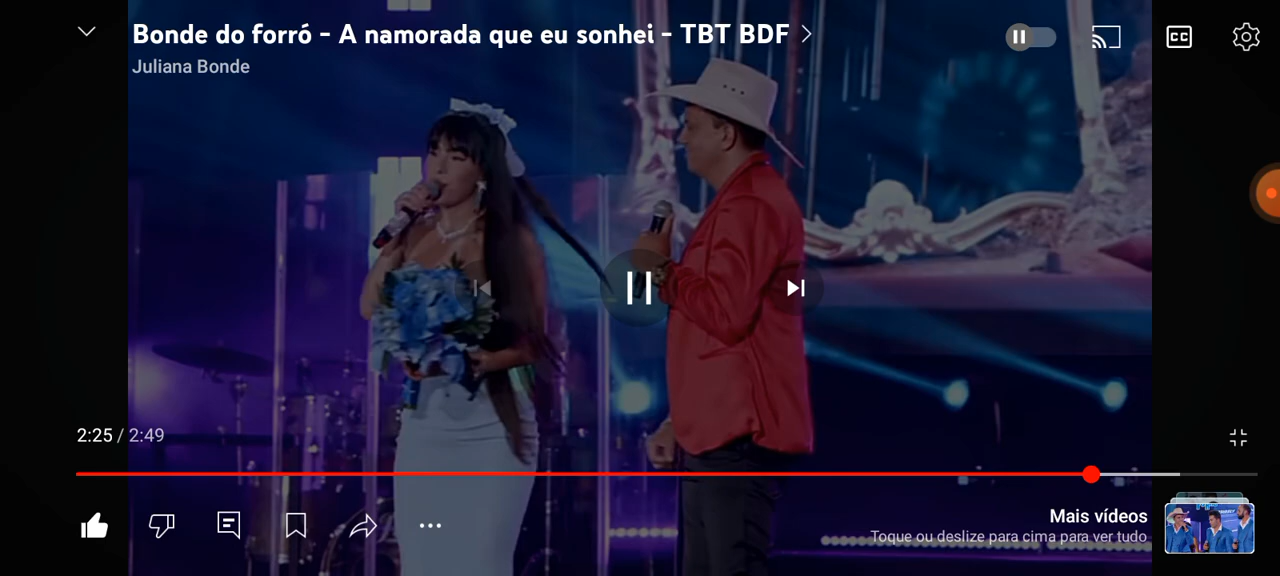 Bonde do forró - A namorada que eu sonhei - TBT BDF
Juliana Bonde
CC
2:25 / 2:49
Mais vídeos
Toque ou deslize para cima para ver tudo